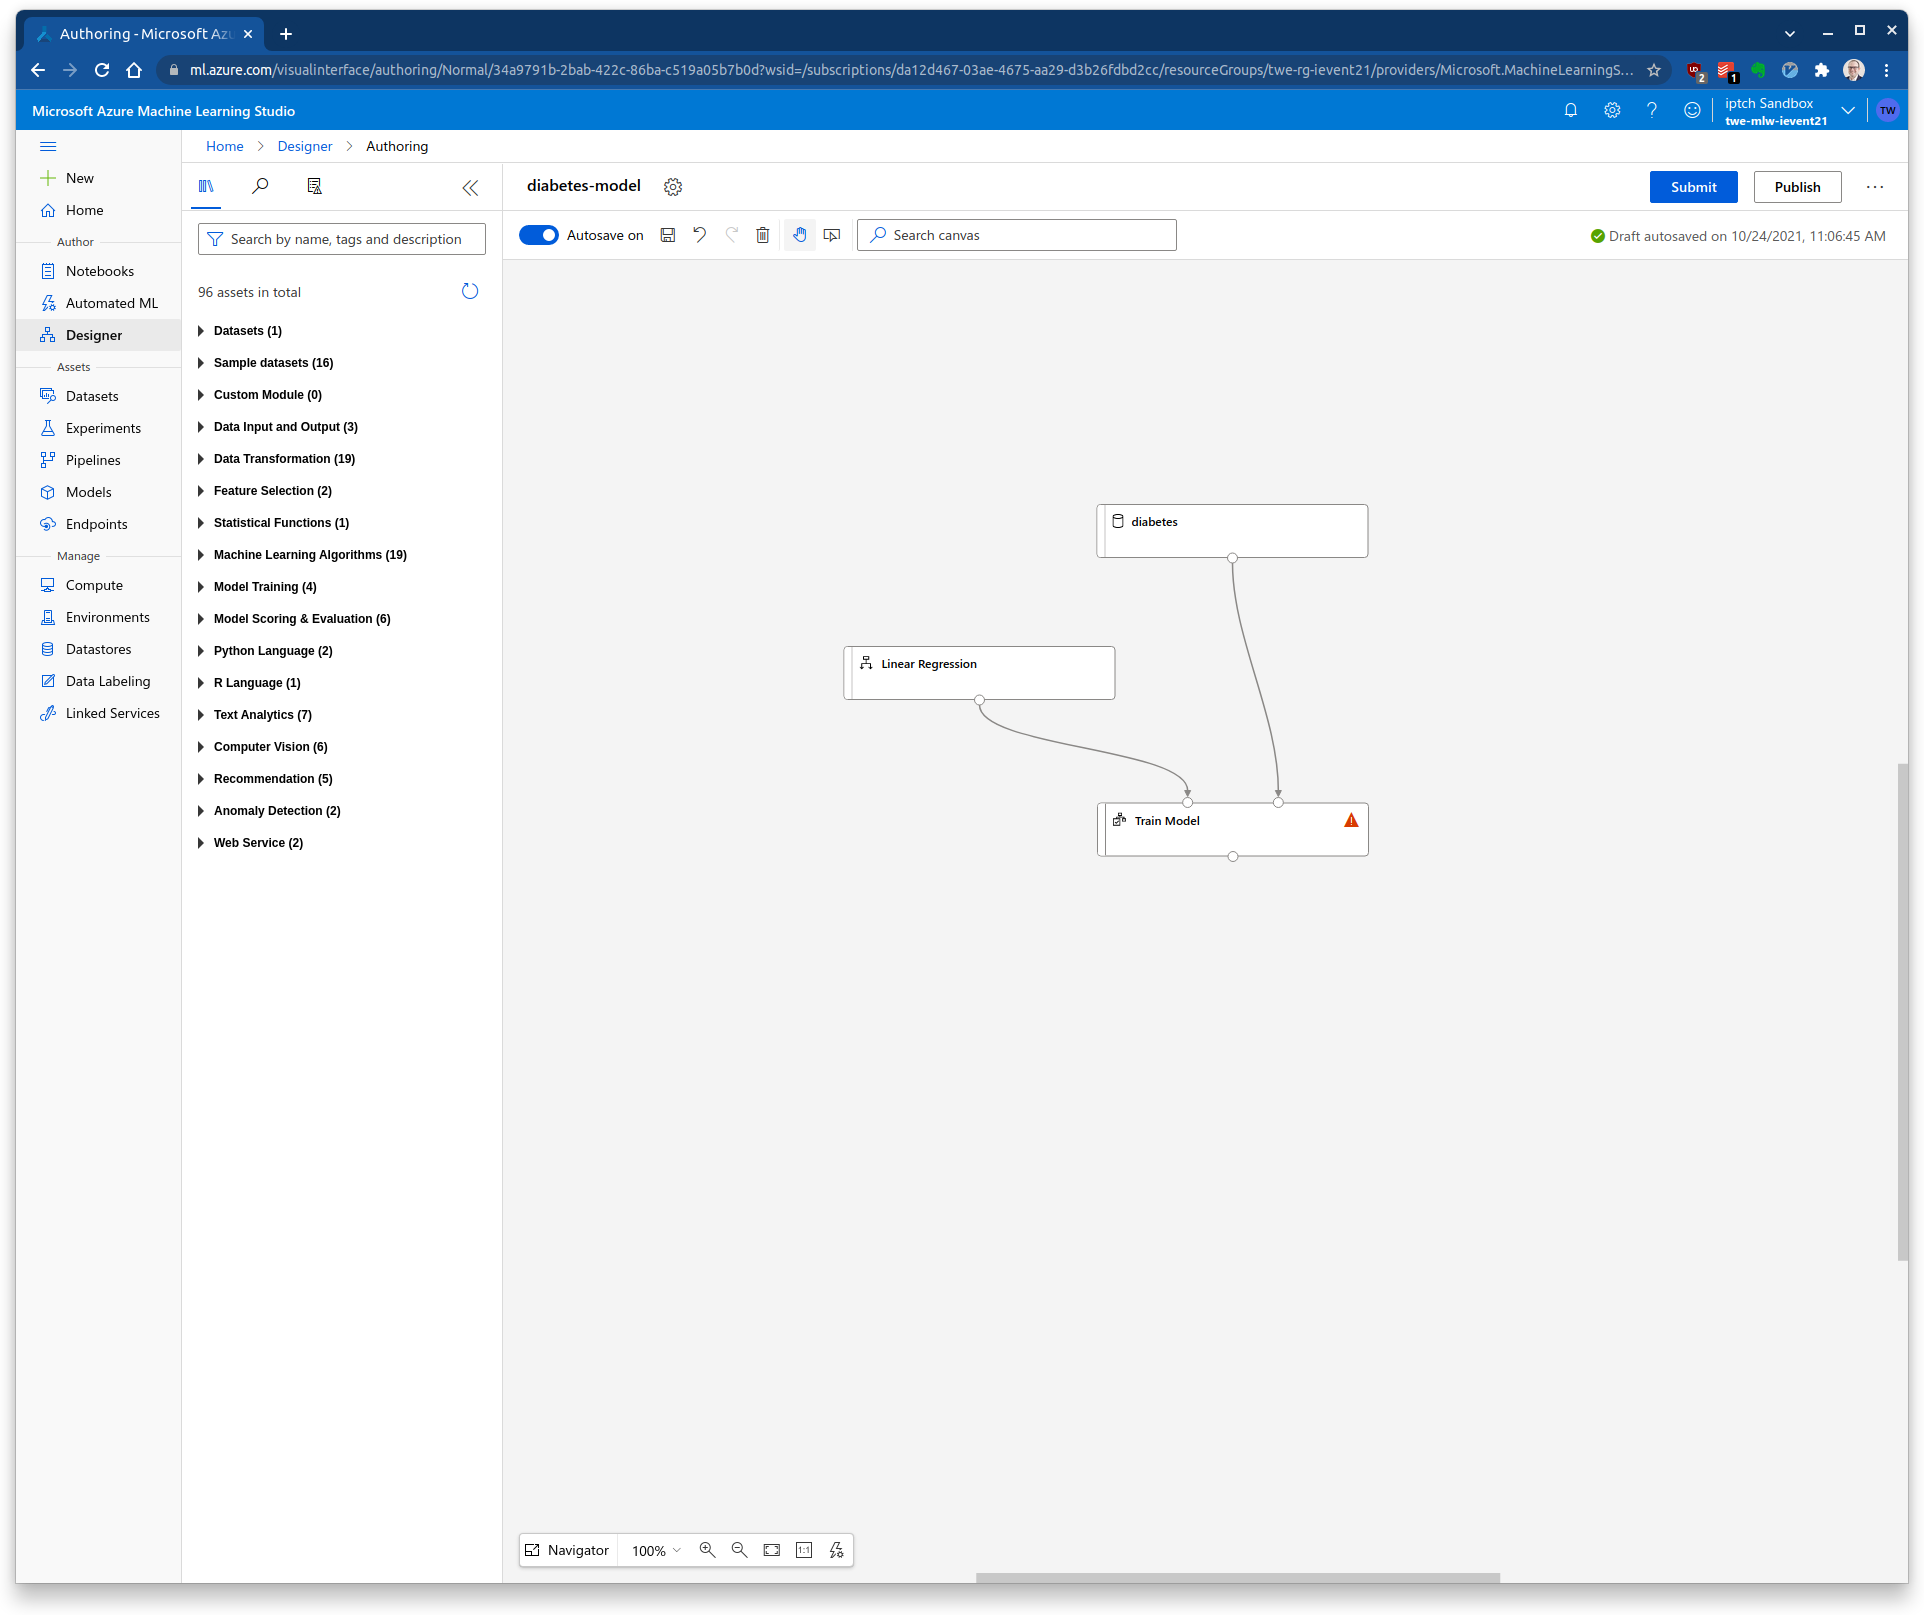 Authoring - Microsoft Azu
ml.azure.com/visualinterface/authoring/Normal/34a9791b-2bab-422c-86ba-c519a05b7b0d?wsid=/subscriptions/da12d467-03ae-4675-aa29-d3b26fdbd2cc/resourceGroups/twe-rg-ievent21/providers/Microsoft.MachineLearningS...
2
1
Microsoft Azure Machine Learning Studio
iptch Sandbox
twe-mlw-ievent21
TW
New
Home
Author
Notebooks
Automated ML
Designer
Assets
Datasets
Experiments
Pipelines
Models
Endpoints
Manage
Compute
Environments
Datastores
Data Labeling
Linked Services
Home > Designer > Authoring
Search by name, tags and description
96 assets in total
Datasets (1)
Sample datasets (16)
Custom Module (0)
Data Input and Output (3)
Data Transformation (19)
Feature Selection (2)
Statistical Functions (1)
Machine Learning Algorithms (19)
Model Training (4)
Model Scoring & Evaluation (6)
Python Language (2)
R Language (1)
Text Analytics (7)
Computer Vision (6)
Recommendation (5)
Anomaly Detection (2)
Web Service (2)
diabetes-model
Submit
Publish
Autosave on
Search canvas
Draft autosaved on 10/24/2021, 11:06:45 AM
diabetes
Linear Regression
Train Model
Navigator
100%
1:1